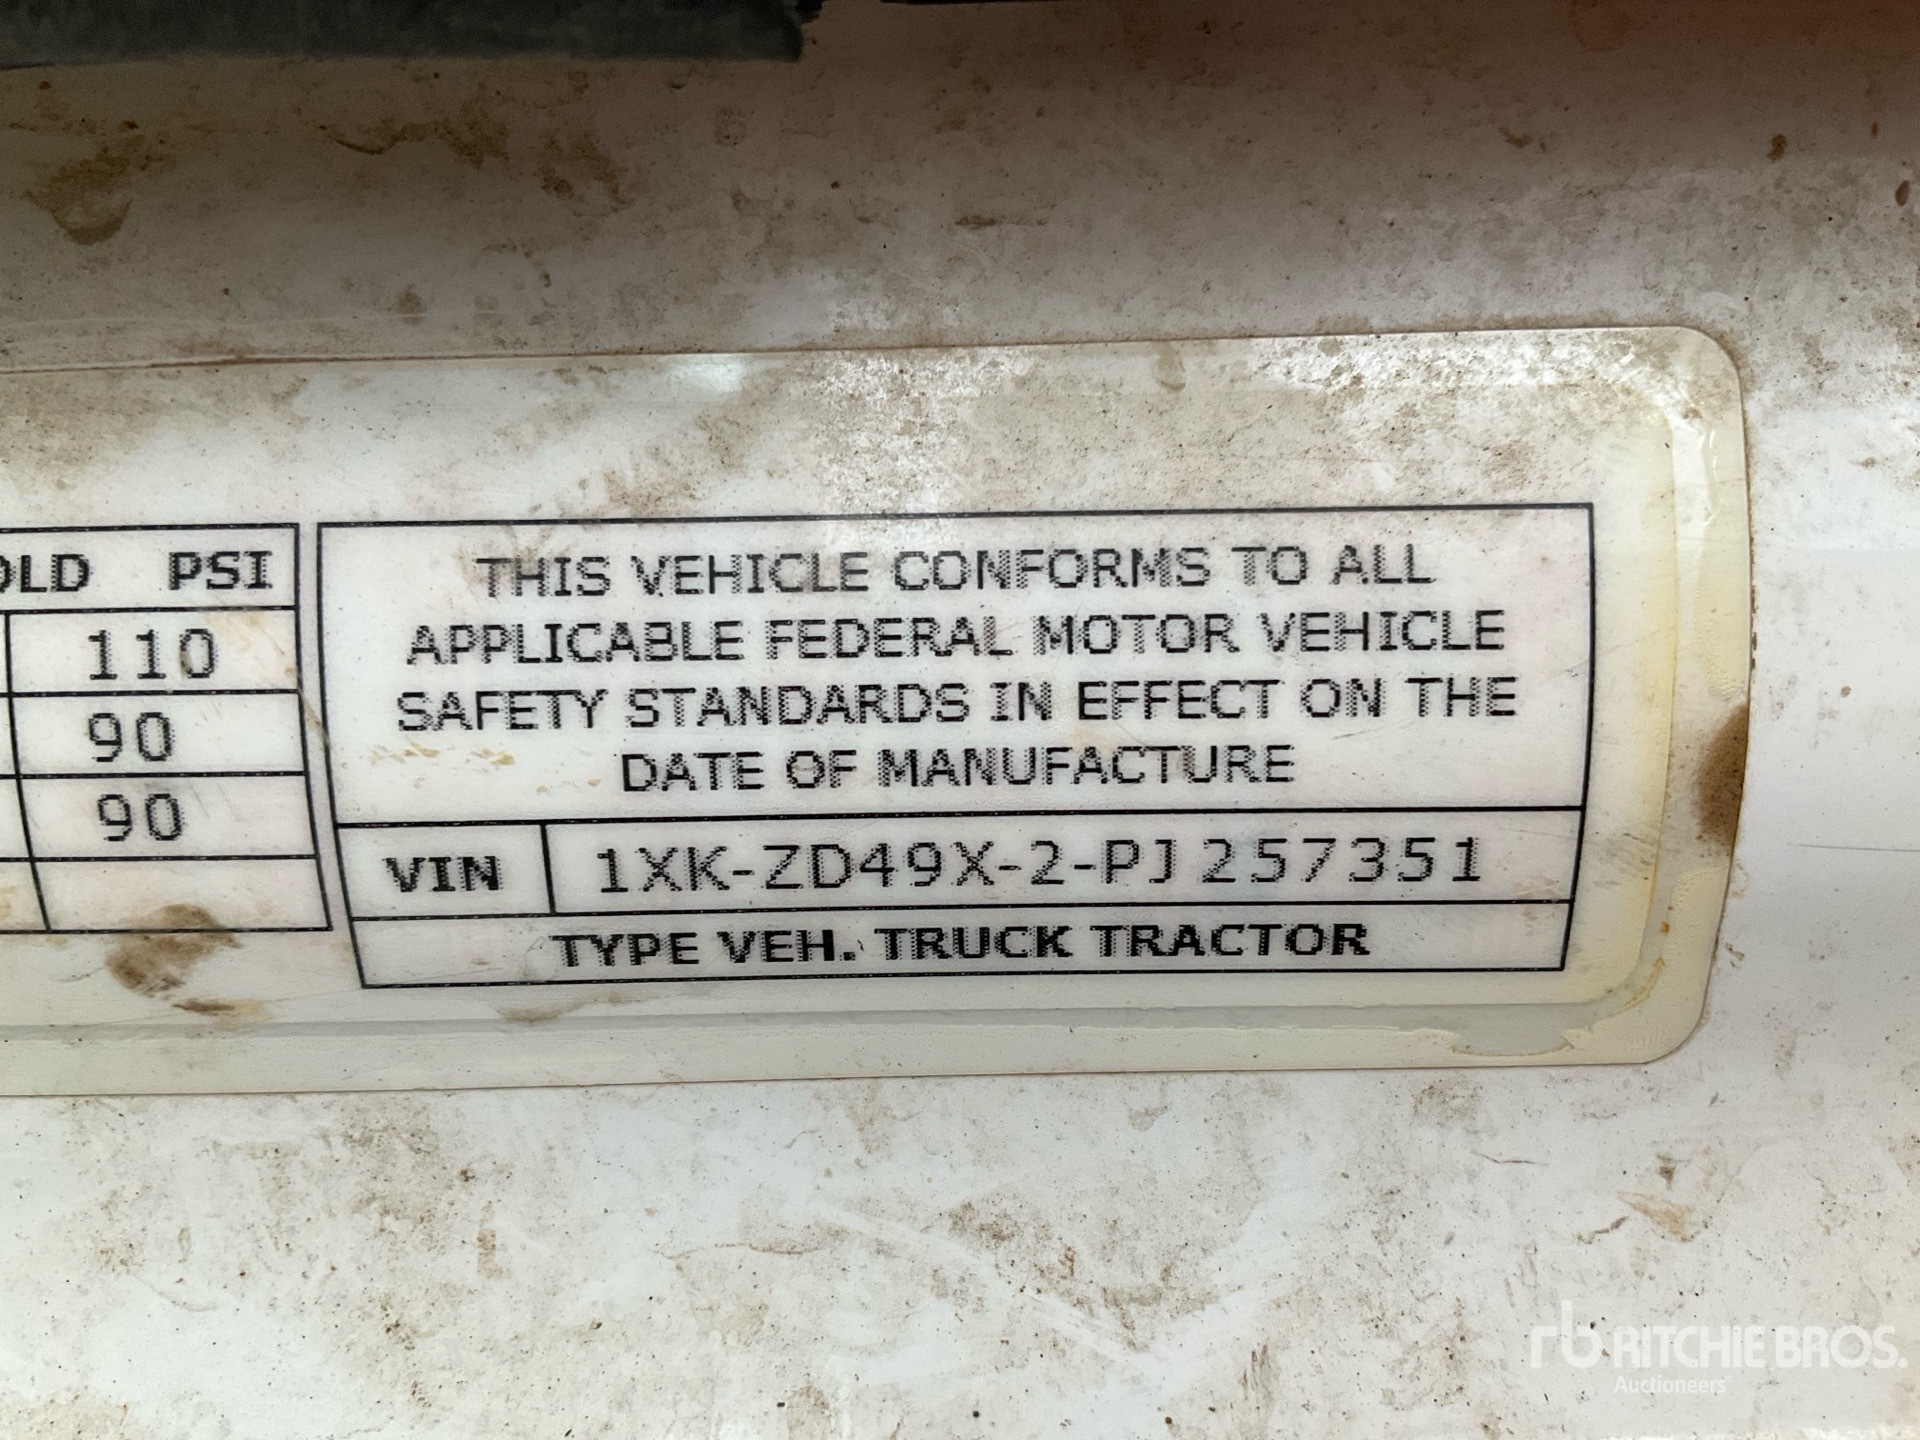 OLD PSI
110
90
90
THIS VEHICLE CONFORMS TO ALL
APPLICABLE FEDERAL MOTOR VEHICLE
SAFETY STANDARDS IN EFFECT ON THE
DATE OF MANUFACTURE
VIN 1XK-ZD49X-2-PJ257351
TYPE VEH. TRUCK TRACTOR
rb RITCHIE BROS.
Auctioneers